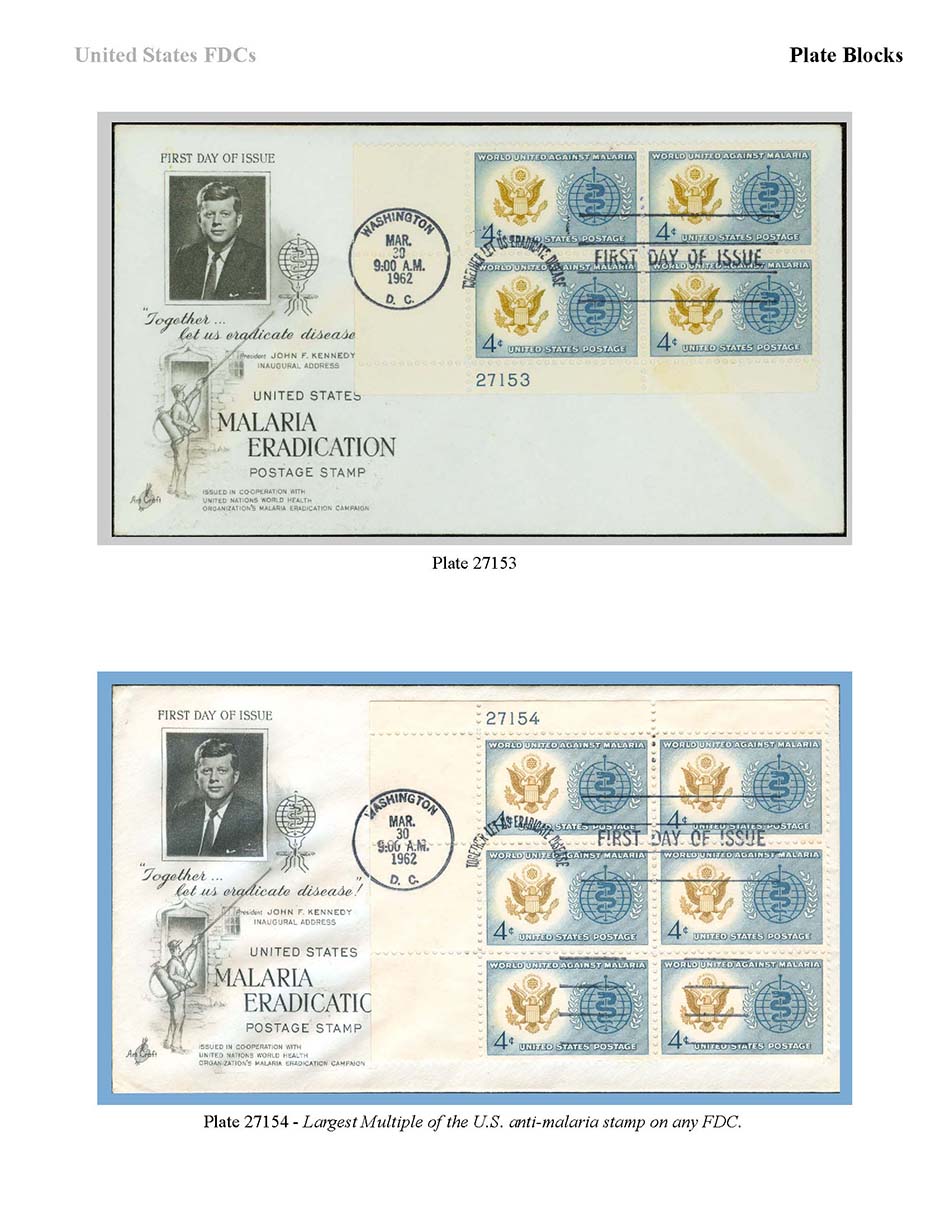 United States FDCs
Plate Blocks
FIRST DAY OF ISSUE
"Together ...
let us eradicate disease
President JOHN F. KENNEDY
INAUGURAL ADDRESS
UNITED STATES
MALARIA
ERADICATION
POSTAGE STAMP
ISSUED IN CO-OPERATION WITH
UNITED NATIONS WORLD HEALTH
ORGANIZATION'S MALARIA ERADICATION CAMPAIGN
Art Craft
WASHINGTON
MAR.
30
9:00 A.M.
1962
D. C.
TOGETHER LET US ERADICATE DISEASE
FIRST DAY OF ISSUE
WORLD UNITED AGAINST MALARIA
4¢
UNITED STATES POSTAGE
WORLD UNITED AGAINST MALARIA
4¢
UNITED STATES POSTAGE
WORLD UNITED AGAINST MALARIA
4¢
UNITED STATES POSTAGE
WORLD UNITED AGAINST MALARIA
4¢
UNITED STATES POSTAGE
27153
Plate 27153
FIRST DAY OF ISSUE
"Together ...
let us eradicate disease!"
President JOHN F. KENNEDY
INAUGURAL ADDRESS
UNITED STATES
MALARIA
ERADICATIO
POSTAGE STAMP
ISSUED IN CO-OPERATION WITH
UNITED NATIONS WORLD HEALTH
ORGANIZATION'S MALARIA ERADICATION CAMPAIGN
Art Craft
WASHINGTON
MAR.
30
9:00 A.M.
1962
D. C.
TOGETHER LET US ERADICATE DISEASE
FIRST DAY OF ISSUE
27154
WORLD UNITED AGAINST MALARIA
4¢
UNITED STATES POSTAGE
WORLD UNITED AGAINST MALARIA
4¢
UNITED STATES POSTAGE
WORLD UNITED AGAINST MALARIA
4¢
UNITED STATES POSTAGE
WORLD UNITED AGAINST MALARIA
4¢
UNITED STATES POSTAGE
WORLD UNITED AGAINST MALARIA
4¢
UNITED STATES POSTAGE
WORLD UNITED AGAINST MALARIA
4¢
UNITED STATES POSTAGE
Plate 27154 - Largest Multiple of the U.S. anti-malaria stamp on any FDC.